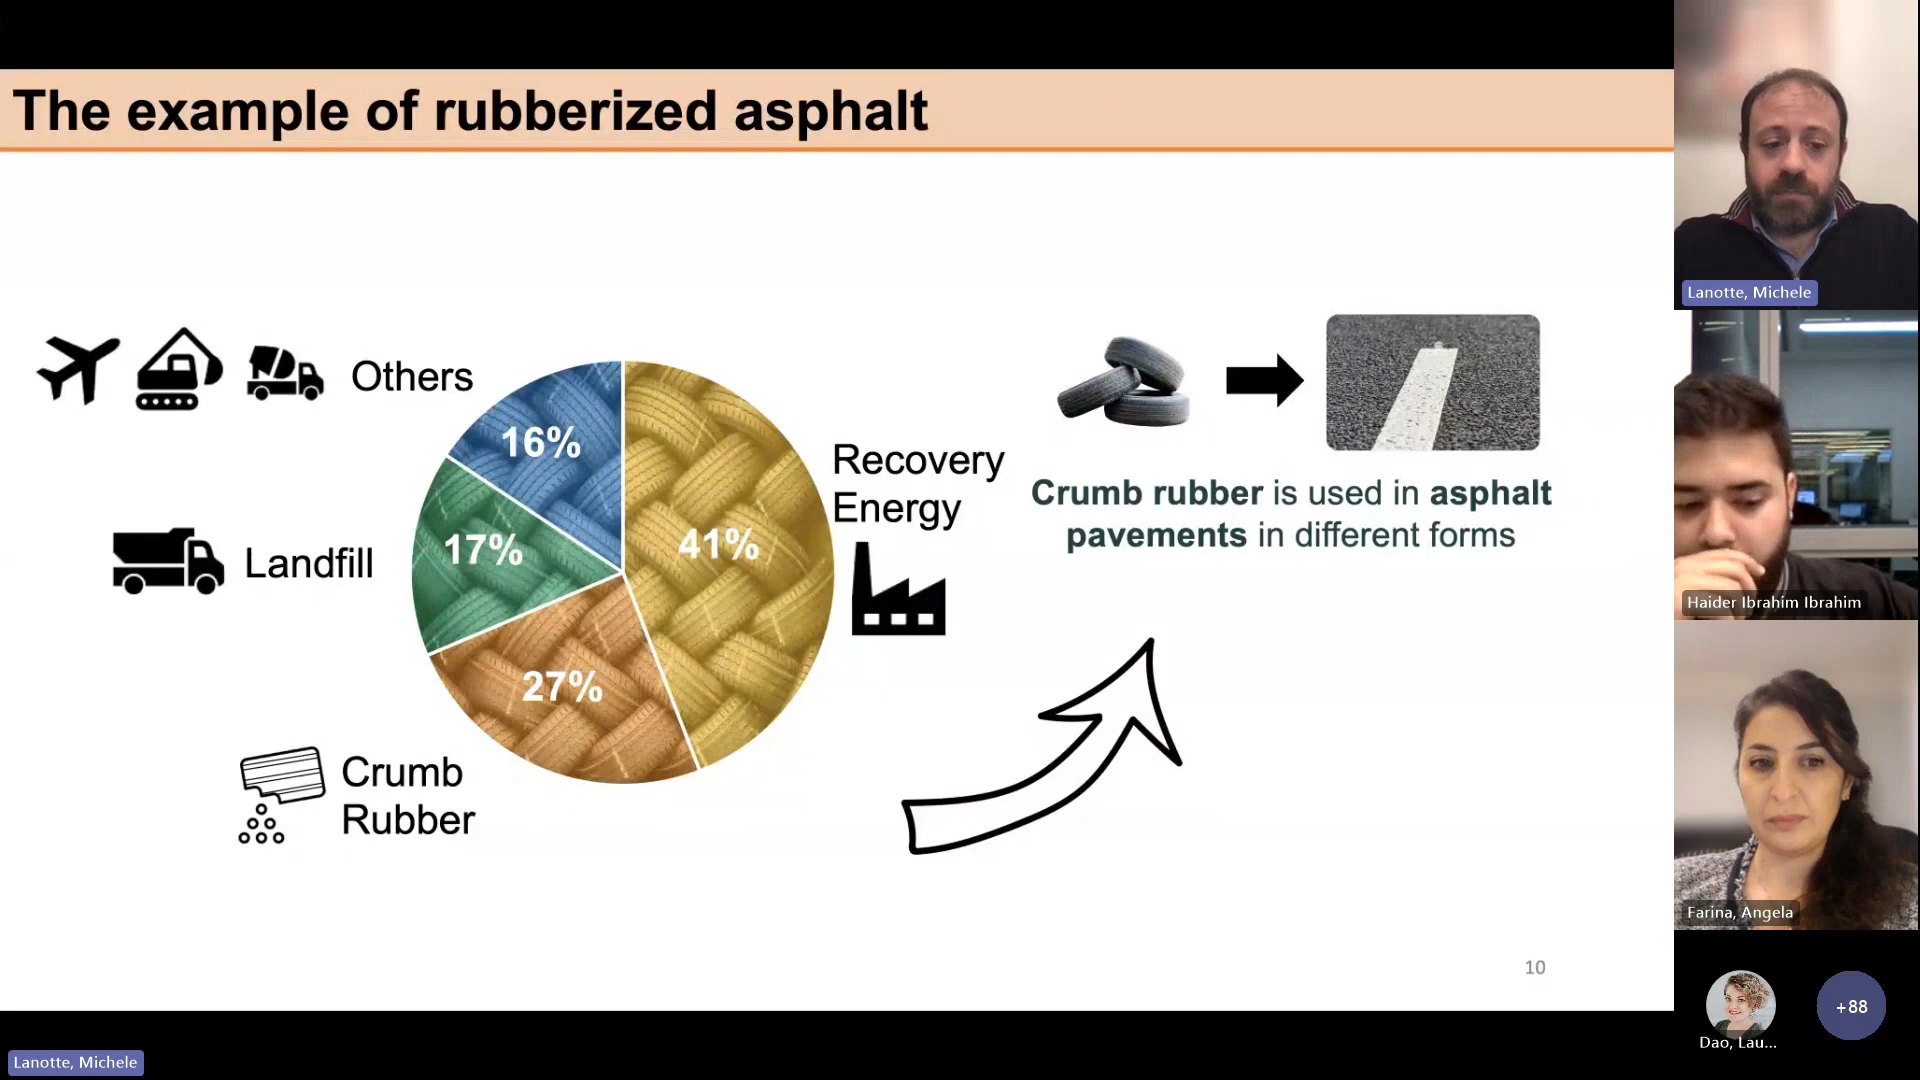 The example of rubberized asphalt
Others
16%
Recovery
Energy
41%
Landfill
17%
27%
Crumb
Rubber
Crumb rubber is used in asphalt
pavements in different forms
10
Lanotte, Michele
Haider Ibrahim Ibrahim
Farina, Angela
Dao, Lau...
+88
Lanotte, Michele